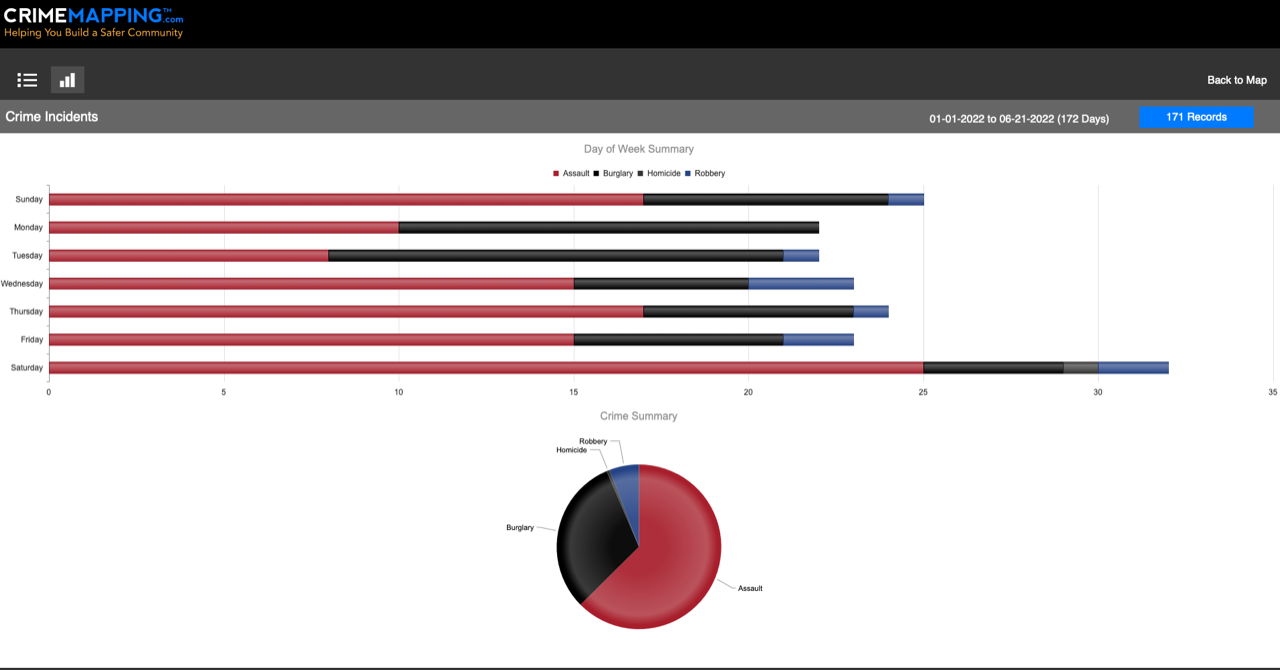 CRIMEMAPPING™.com
Helping You Build a Safer Community
Back to Map
Crime Incidents
01-01-2022 to 06-21-2022 (172 Days)
171 Records
Day of Week Summary
Assault Burglary Homicide Robbery
Sunday
Monday
Tuesday
Wednesday
Thursday
Friday
Saturday
0 5 10 15 20 25 30 35
Crime Summary
Robbery
Homicide
Burglary
Assault